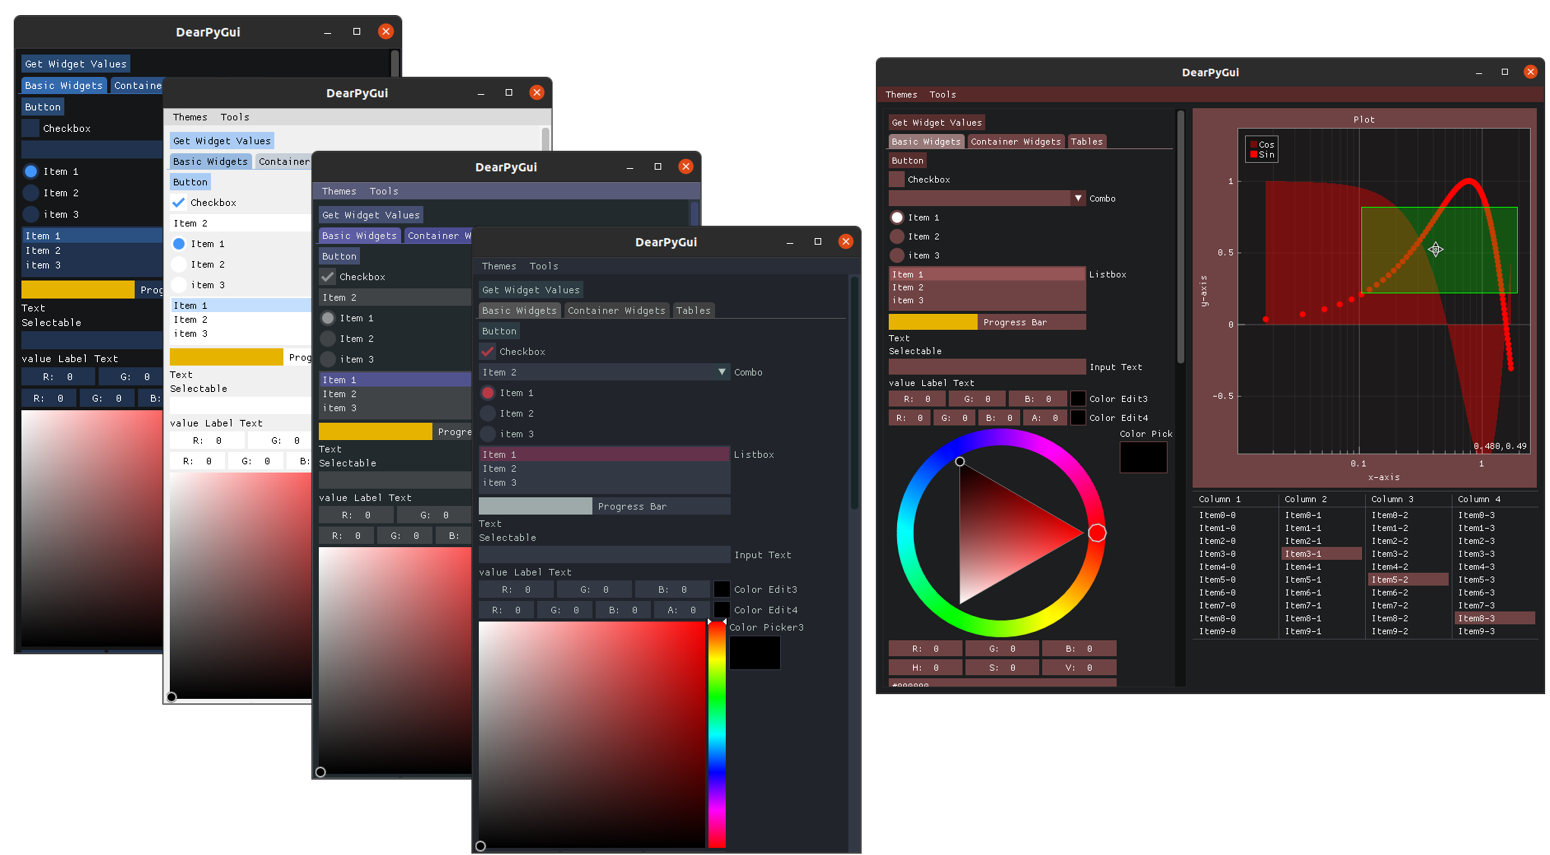 DearPyGui
Get Widget Values
Basic Widgets Container
Button
Checkbox
Item 1
Item 2
item 3
Item 1
Item 2
item 3
Prog
Text
Selectable
value Label Text
R: 0 G: 0
R: 0 G: 0 B:
DearPyGui
Themes Tools
Get Widget Values
Basic Widgets Container
Button
Checkbox
Item 2
Item 1
Item 2
item 3
Item 1
Item 2
item 3
Prog
Text
Selectable
value Label Text
R: 0 G: 0
R: 0 G: 0 B:
DearPyGui
Themes Tools
Get Widget Values
Basic Widgets Container W
Button
Checkbox
Item 2
Item 1
Item 2
item 3
Item 1
Item 2
item 3
Progre
Text
Selectable
value Label Text
R: 0 G: 0
R: 0 G: 0 B:
DearPyGui
Themes Tools
Get Widget Values
Basic Widgets Container Widgets Tables
Button
Checkbox
Item 2 Combo
Item 1
Item 2
item 3
Item 1 Listbox
Item 2
item 3
Progress Bar
Text
Selectable
Input Text
value Label Text
R: 0 G: 0 B: 0 Color Edit3
R: 0 G: 0 B: 0 A: 0 Color Edit4
Color Picker3
DearPyGui
Themes Tools
Get Widget Values
Basic Widgets Container Widgets Tables
Button
Checkbox
Combo
Item 1
Item 2
item 3
Item 1 Listbox
Item 2
item 3
Progress Bar
Text
Selectable
Input Text
value Label Text
R: 0 G: 0 B: 0 Color Edit3
R: 0 G: 0 B: 0 A: 0 Color Edit4
Color Pick
R: 0 G: 0 B: 0
H: 0 S: 0 V: 0
#000000
Plot
Cos
Sin
1
0.5
0
-0.5
y-axis
0.480,0.49
0.1 1
x-axis
Column 1 Column 2 Column 3 Column 4
Item0-0 Item0-1 Item0-2 Item0-3
Item1-0 Item1-1 Item1-2 Item1-3
Item2-0 Item2-1 Item2-2 Item2-3
Item3-0 Item3-1 Item3-2 Item3-3
Item4-0 Item4-1 Item4-2 Item4-3
Item5-0 Item5-1 Item5-2 Item5-3
Item6-0 Item6-1 Item6-2 Item6-3
Item7-0 Item7-1 Item7-2 Item7-3
Item8-0 Item8-1 Item8-2 Item8-3
Item9-0 Item9-1 Item9-2 Item9-3